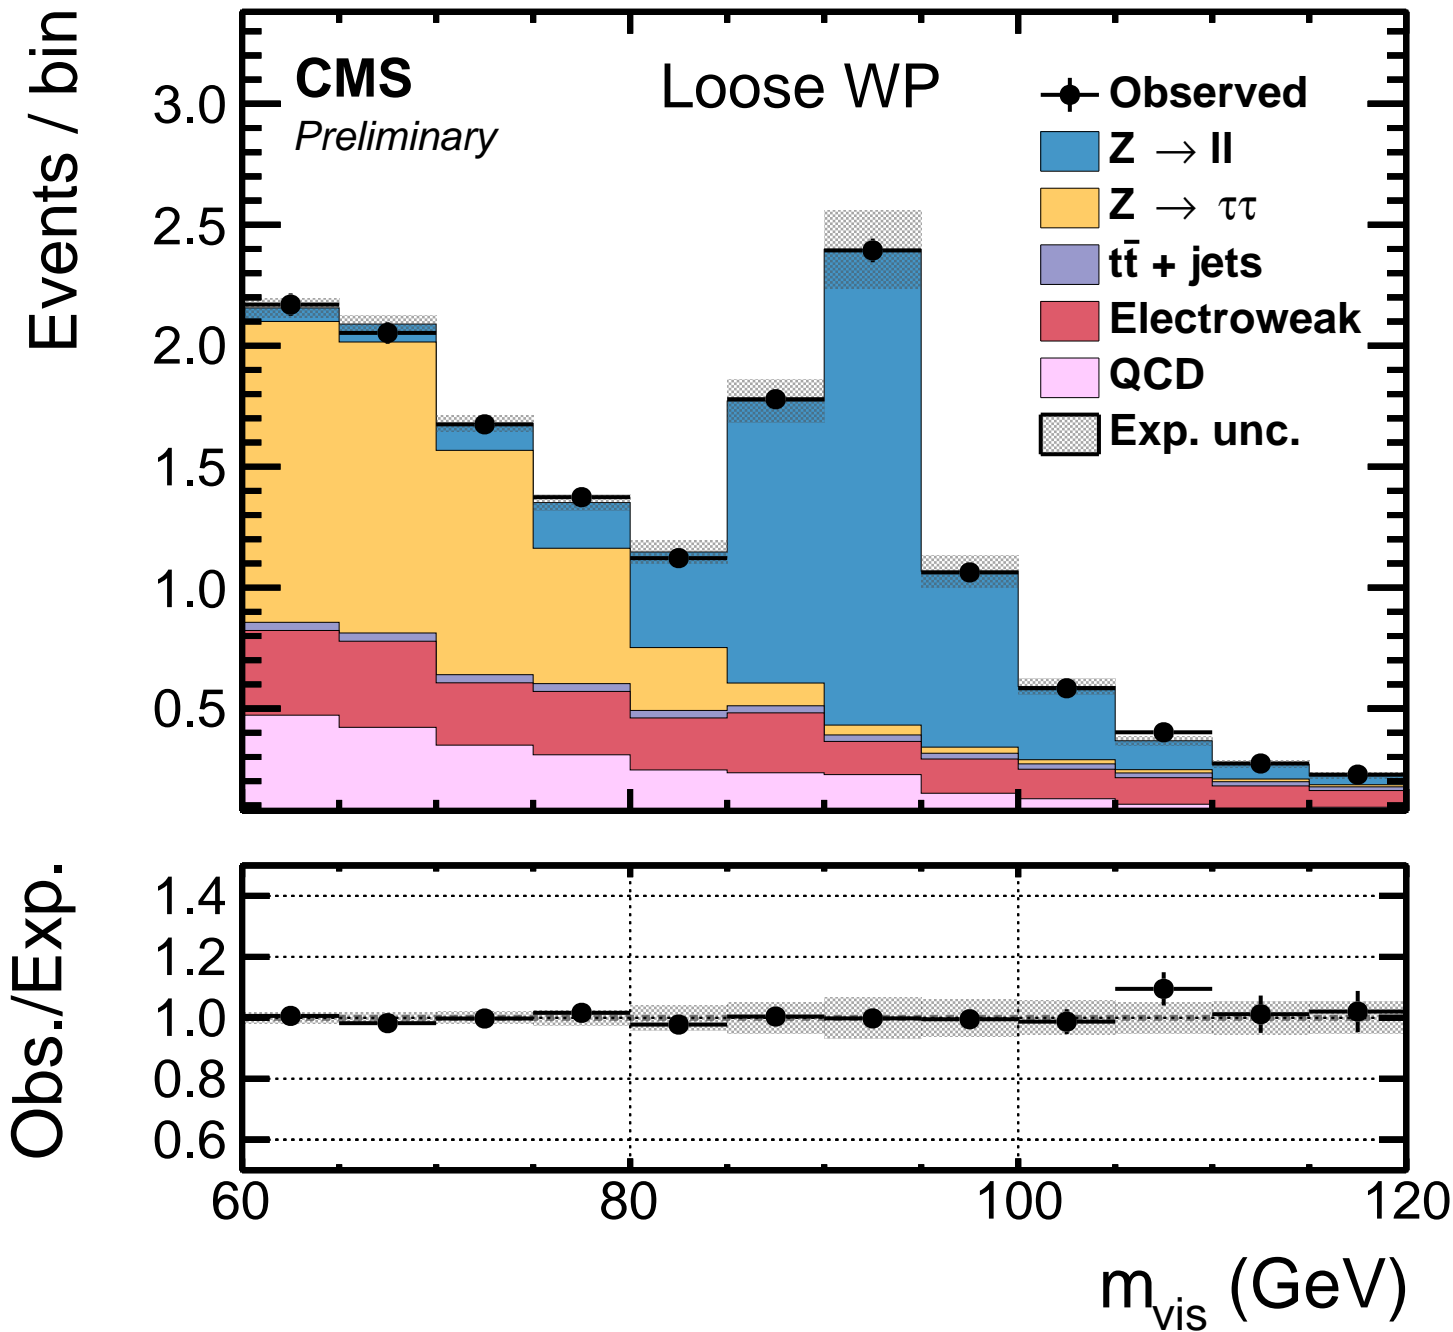 Events / bin
CMS
Preliminary
Loose WP
Observed
Z → ll
Z → ττ
tt̄ + jets
Electroweak
QCD
Exp. unc.
3.0
2.5
2.0
1.5
1.0
0.5
Obs./Exp.
1.4
1.2
1.0
0.8
0.6
60 80 100 120
m_vis (GeV)